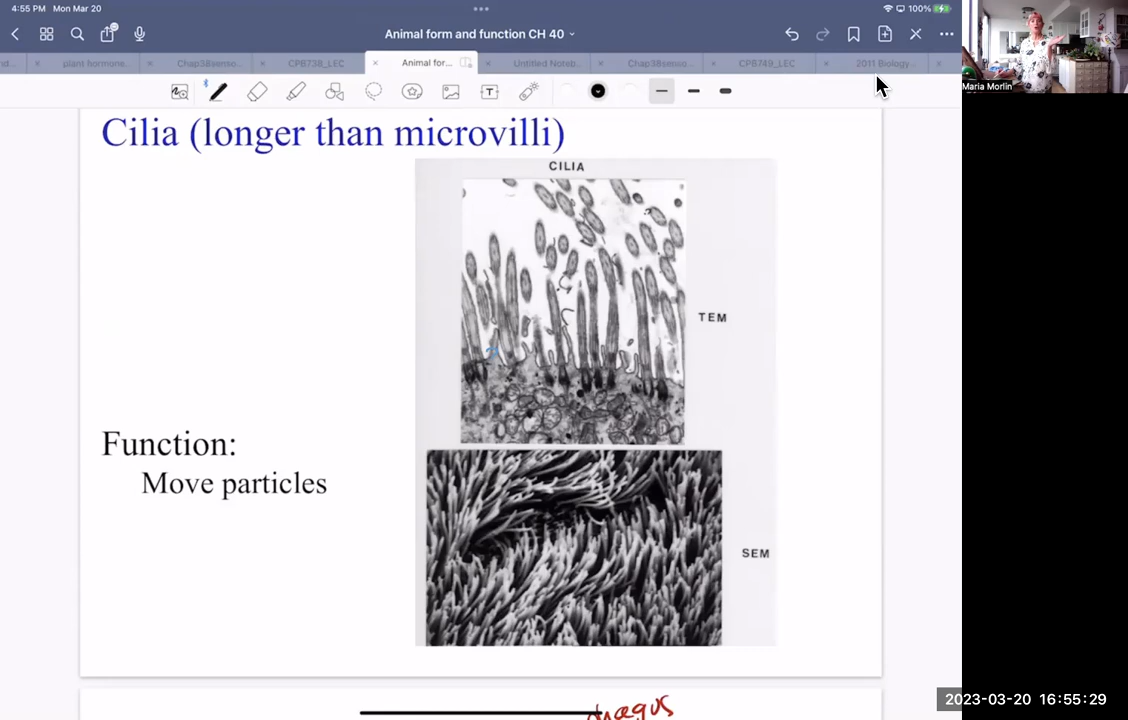 4:55 PM Mon Mar 20
100%
Animal form and function CH 40
plant hormone...
Chap38senso...
CPB738_LEC
Animal for...
Untitled Noteb...
Chap38senso...
CPB749_LEC
2011 Biology...
Maria Morlin
Cilia (longer than microvilli)
CILIA
TEM
Function:
Move particles
SEM
2023-03-20 16:55:29